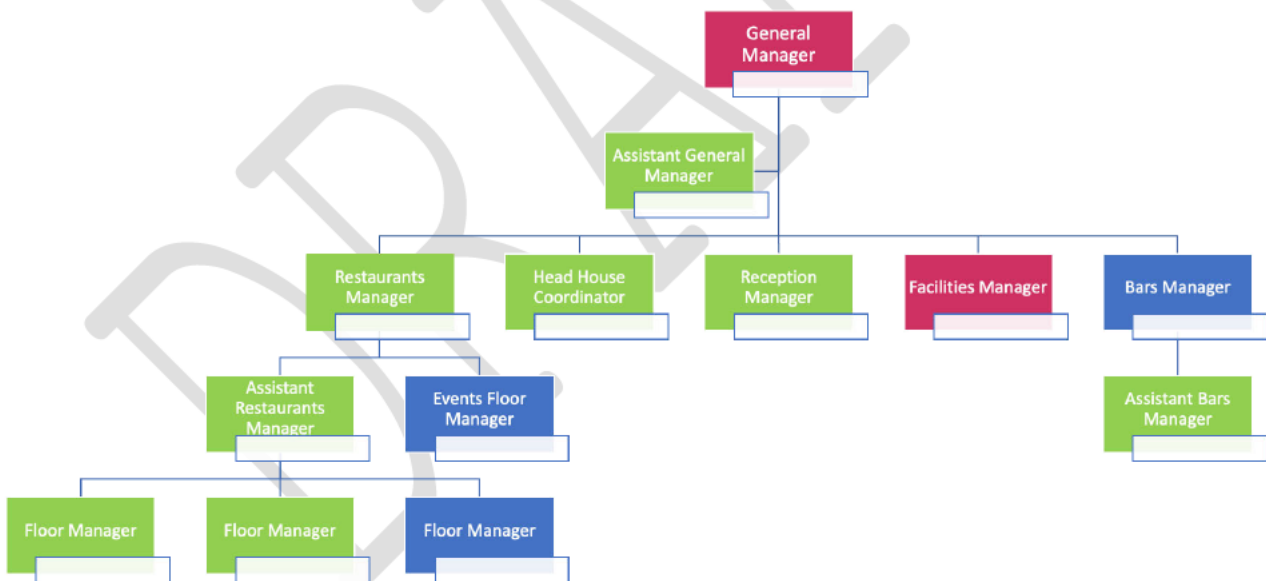 General
Manager
Assistant General
Manager
Restaurants
Manager
Head House
Coordinator
Reception
Manager
Facilities Manager
Bars Manager
Assistant
Restaurants
Manager
Events Floor
Manager
Assistant Bars
Manager
Floor Manager
Floor Manager
Floor Manager